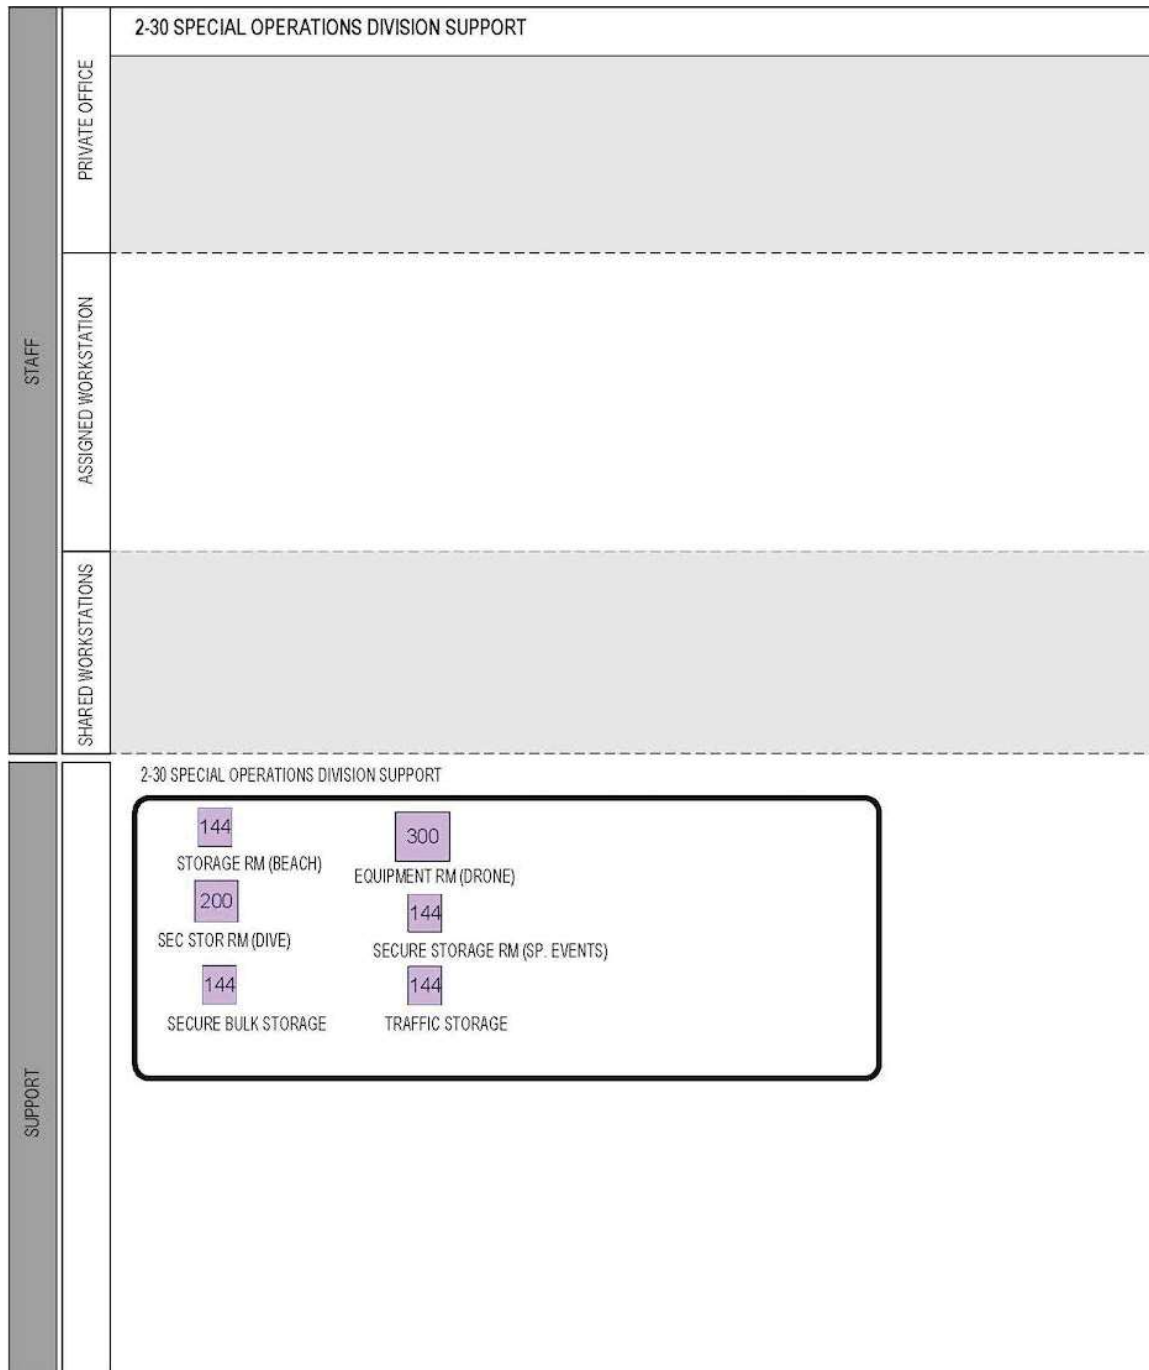 2-30 SPECIAL OPERATIONS DIVISION SUPPORT
STAFF
PRIVATE OFFICE
ASSIGNED WORKSTATION
SHARED WORKSTATIONS
SUPPORT
2-30 SPECIAL OPERATIONS DIVISION SUPPORT
144
STORAGE RM (BEACH)
300
EQUIPMENT RM (DRONE)
200
SEC STOR RM (DIVE)
144
SECURE STORAGE RM (SP. EVENTS)
144
SECURE BULK STORAGE
144
TRAFFIC STORAGE